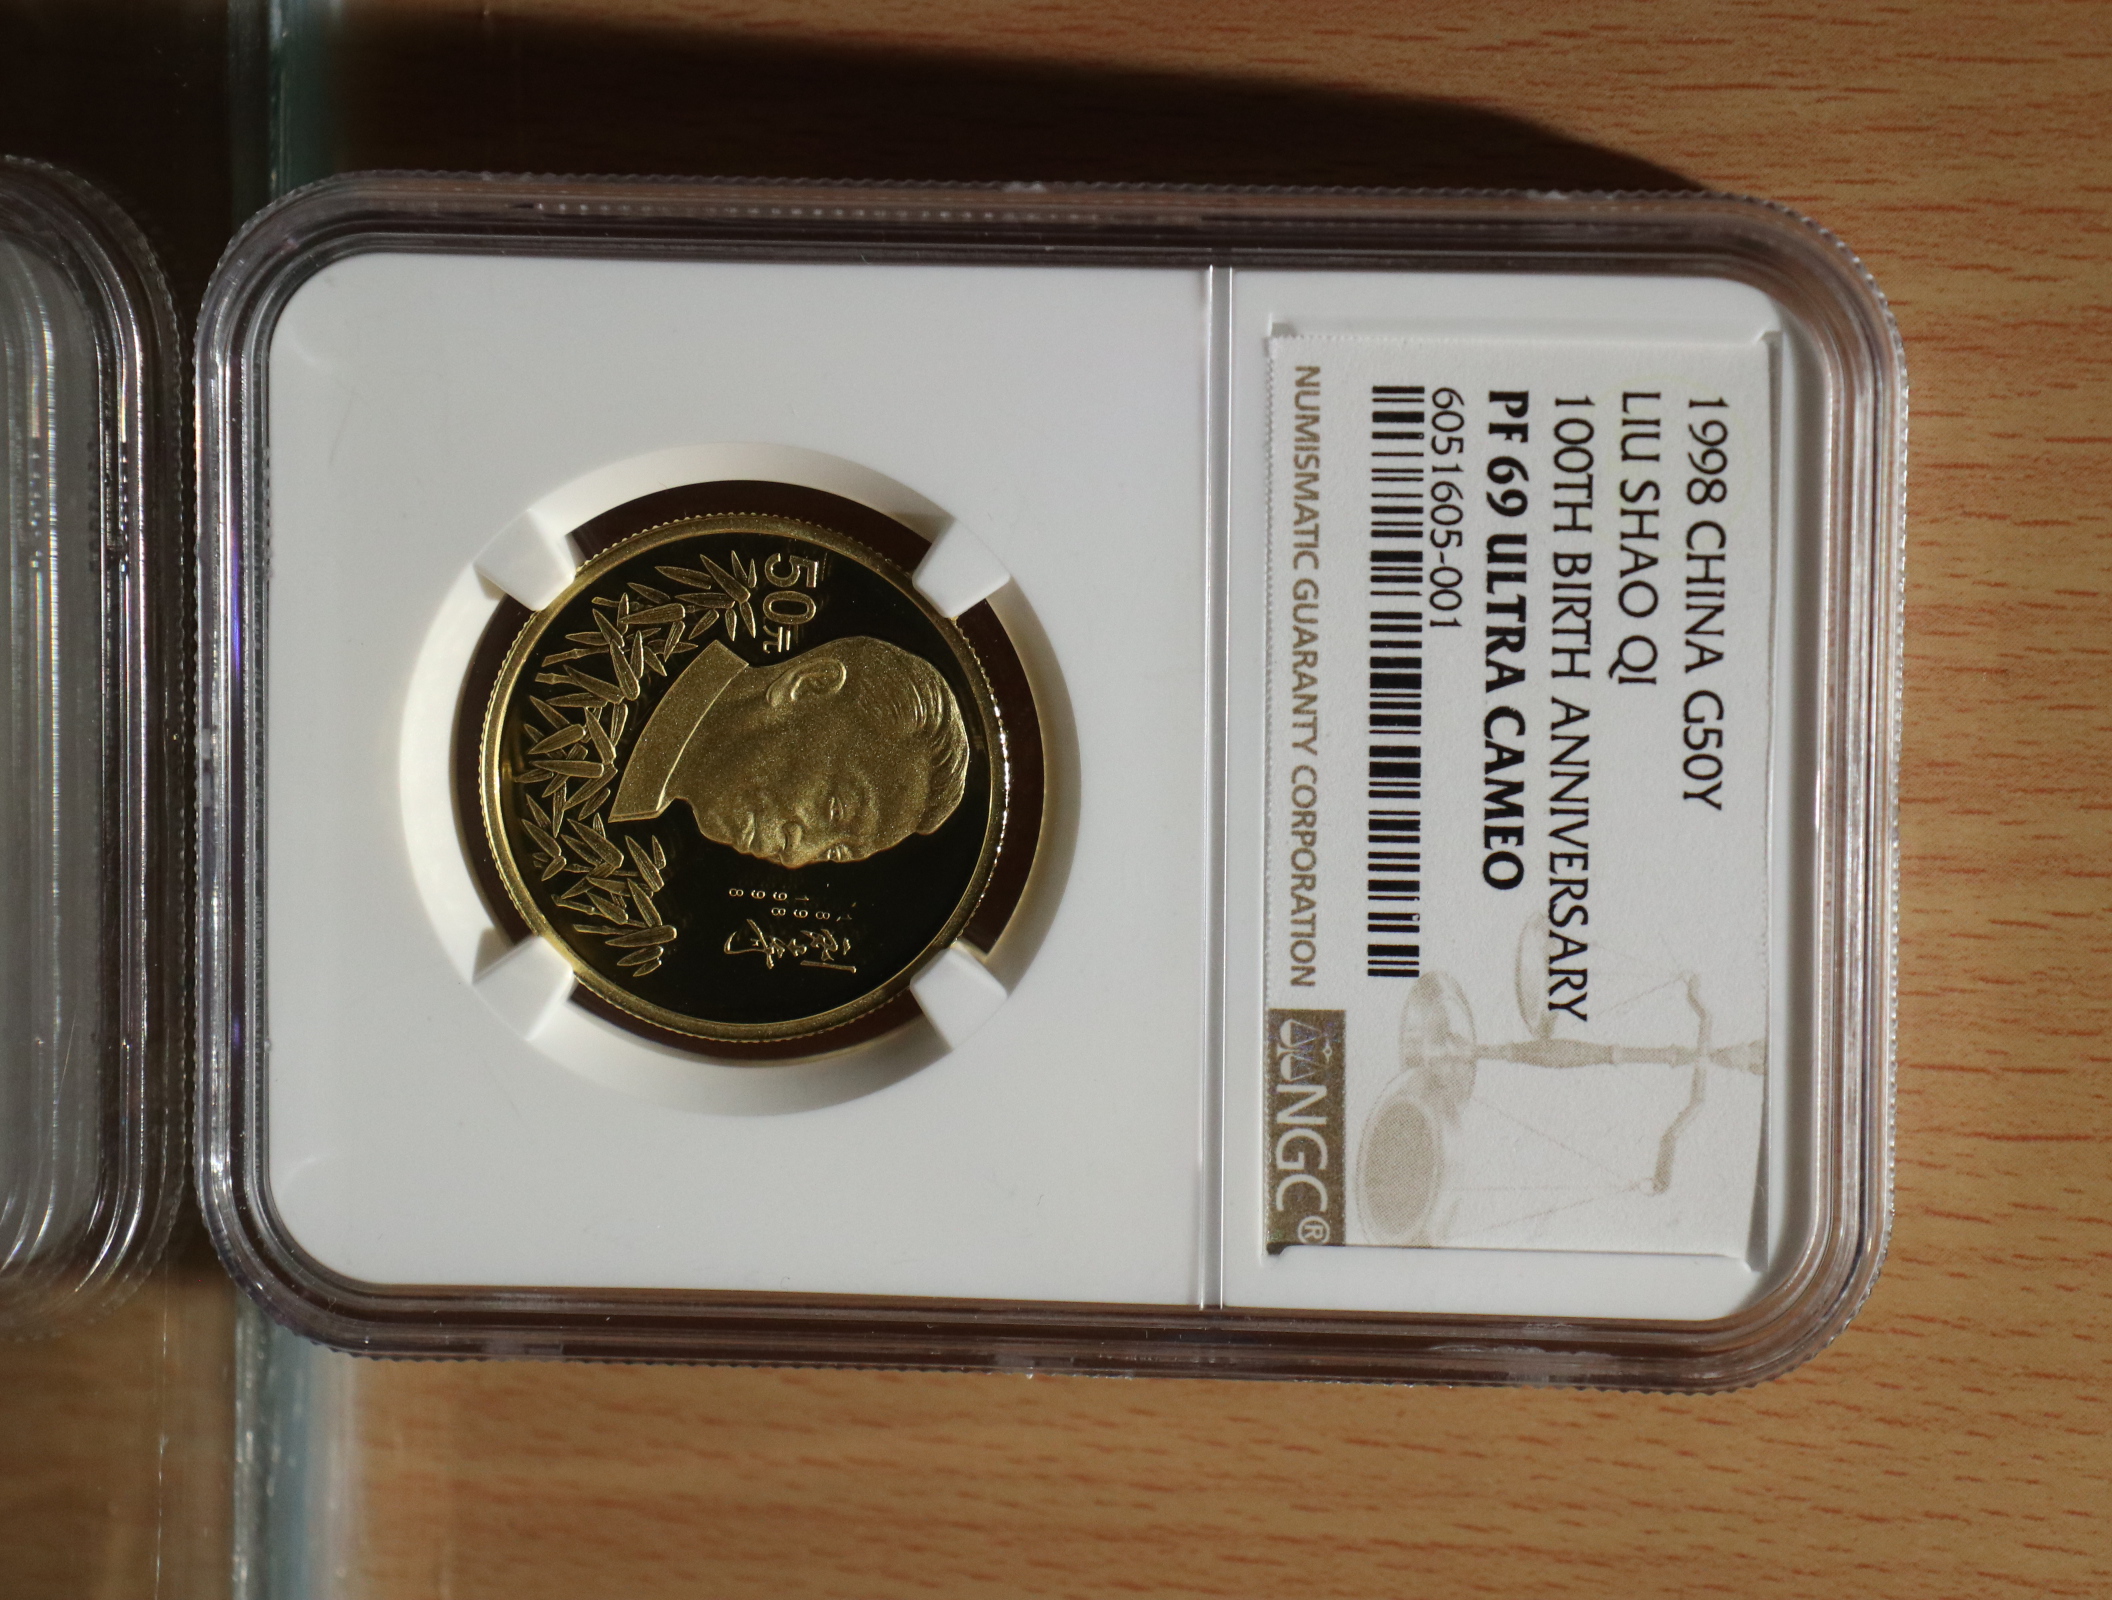 1998 CHINA G50Y
LIU SHAO QI
100TH BIRTH ANNIVERSARY
PF 69 ULTRA CAMEO
6051605-001
NUMISMATIC GUARANTY CORPORATION
NGC®
50元
1898
1998